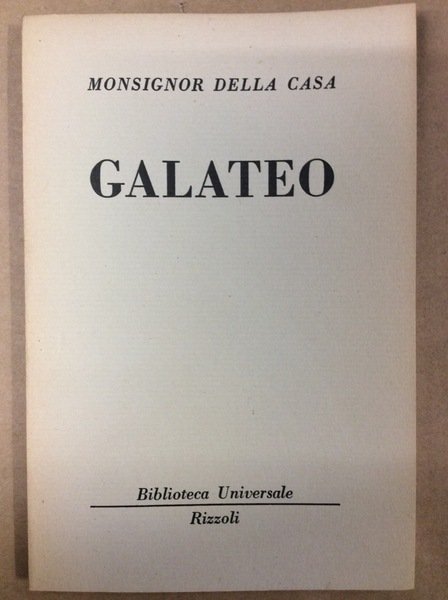 MONSIGNOR DELLA CASA
GALATEO
Biblioteca Universale
Rizzoli